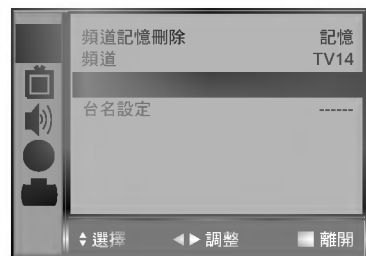 頻道記憶刪除 記憶
頻道 TV14
台名設定 ------
選擇 調整 離開